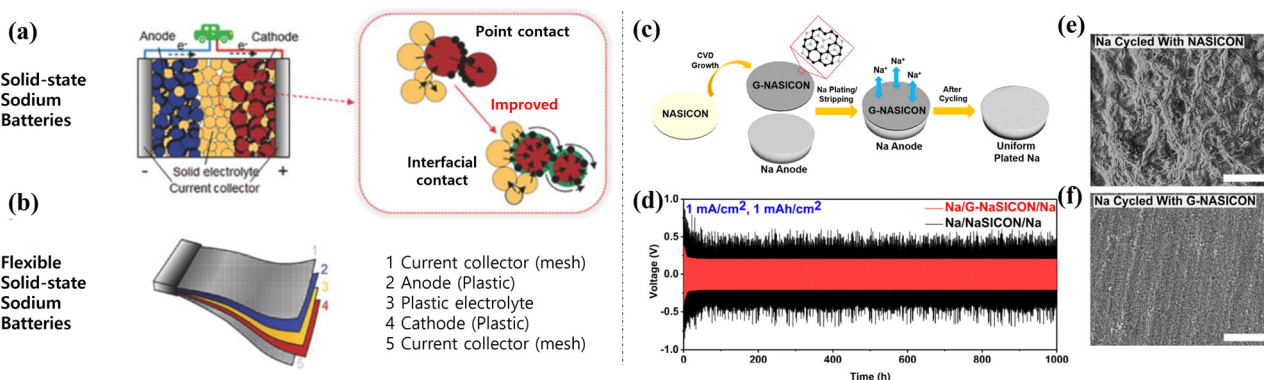 (a)
Solid-state
Sodium
Batteries
Anode
Cathode
e-
e-
Solid electrolyte
Current collector
-
+
Point contact
Improved
Interfacial
contact
(b)
Flexible
Solid-state
Sodium
Batteries
1
2
3
4
5
1 Current collector (mesh)
2 Anode (Plastic)
3 Plastic electrolyte
4 Cathode (Plastic)
5 Current collector (mesh)
(c)
NASICON
CVD
Growth
G-NASICON
Na Anode
Na Plating/
Stripping
Na⁺
Na⁺
Na⁺
G-NASICON
Na Anode
After
Cycling
Uniform
Plated Na
(d)
1 mA/cm², 1 mAh/cm²
Na/G-NaSICON/Na
Na/NaSICON/Na
Voltage (V)
1.0
0.5
0.0
-0.5
-1.0
0
200
400
600
800
1000
Time (h)
(e)
Na Cycled With NASICON
(f)
Na Cycled With G-NASICON